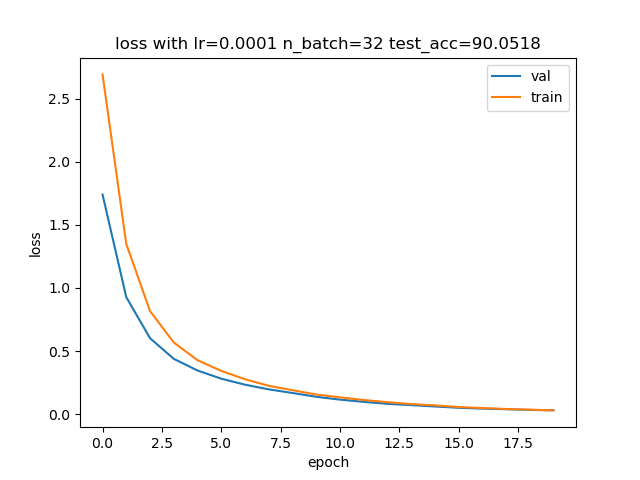 loss with lr=0.0001 n_batch=32 test_acc=90.0518
val
train
2.5
2.0
1.5
1.0
0.5
0.0
loss
0.0 2.5 5.0 7.5 10.0 12.5 15.0 17.5
epoch